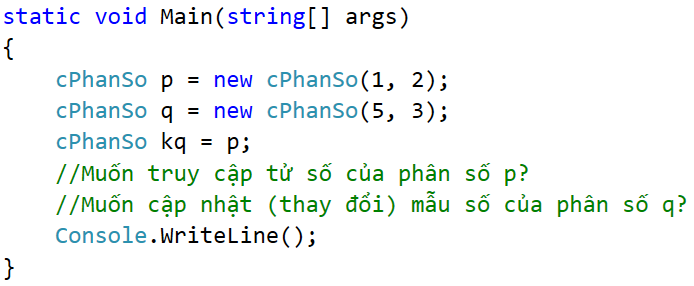 static void Main(string[] args)
{
    cPhanSo p = new cPhanSo(1, 2);
    cPhanSo q = new cPhanSo(5, 3);
    cPhanSo kq = p;
    //Muốn truy cập tử số của phân số p?
    //Muốn cập nhật (thay đổi) mẫu số của phân số q?
    Console.WriteLine();
}